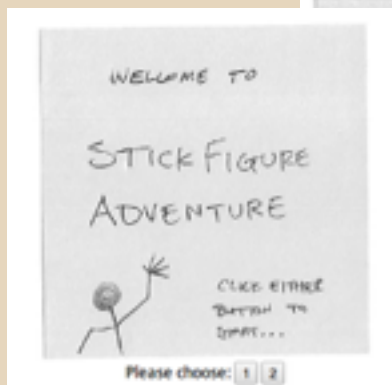 WELCOME TO
STICK FIGURE
ADVENTURE
CLICK EITHER
BUTTON TO
START...
Please choose: 1 2